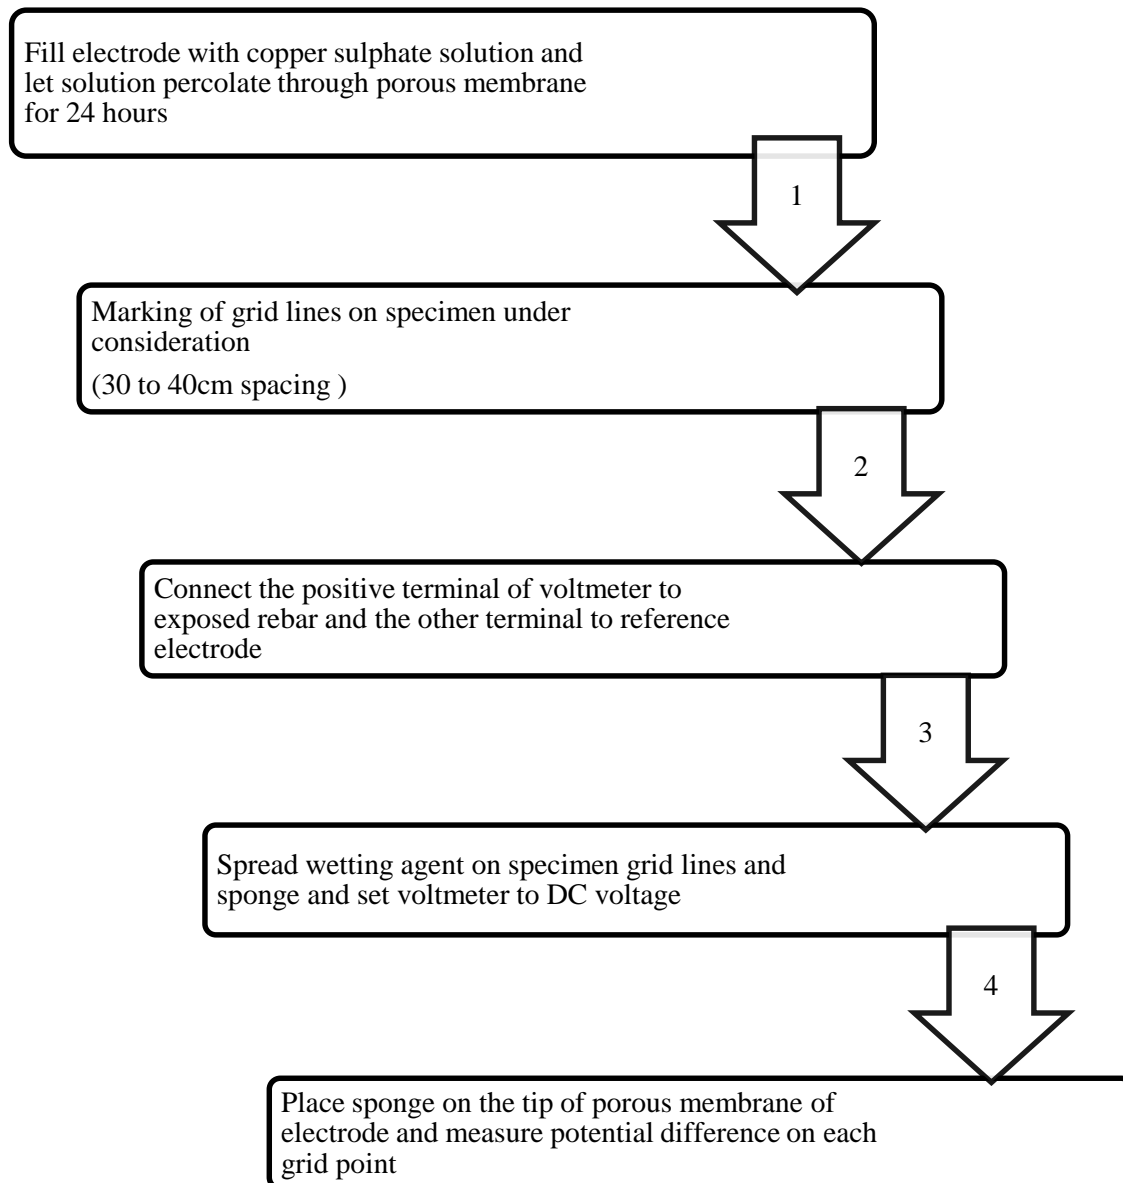 Fill electrode with copper sulphate solution and
let solution percolate through porous membrane
for 24 hours
1
Marking of grid lines on specimen under
consideration
(30 to 40cm spacing )
2
Connect the positive terminal of voltmeter to
exposed rebar and the other terminal to reference
electrode
3
Spread wetting agent on specimen grid lines and
sponge and set voltmeter to DC voltage
4
Place sponge on the tip of porous membrane of
electrode and measure potential difference on each
grid point